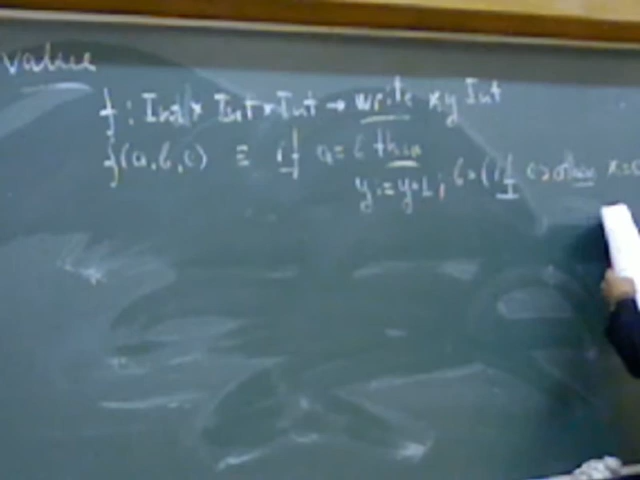 value
f : Int × Int × Int → write x y Int
f(a,b,c) ≡ if a = b then
y := y+1; b + (if c > 0 then x :=